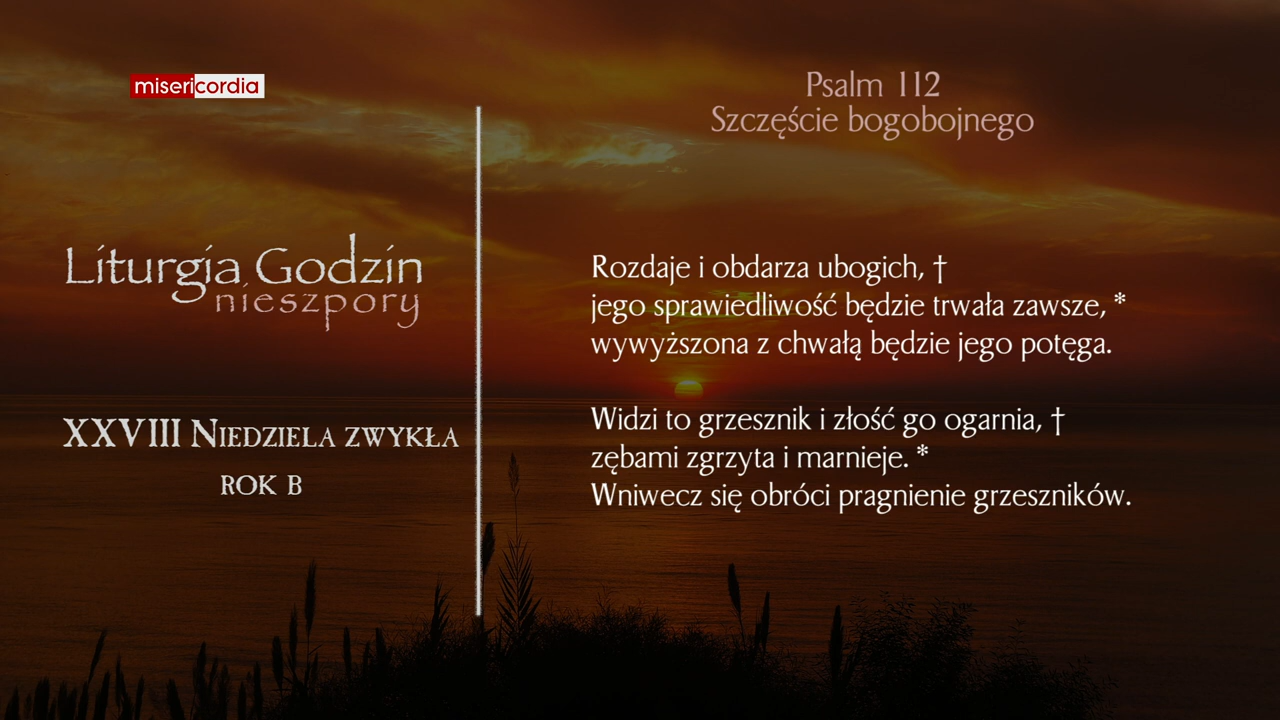 misericordia
Liturgia Godzin
nieszpory
XXVIII Niedziela zwykła
rok B
Psalm 112
Szczęście bogobojnego
Rozdaje i obdarza ubogich, †
jego sprawiedliwość będzie trwała zawsze, *
wywyższona z chwałą będzie jego potęga.
Widzi to grzesznik i złość go ogarnia, †
zębami zgrzyta i marnieje. *
Wniwecz się obróci pragnienie grzeszników.